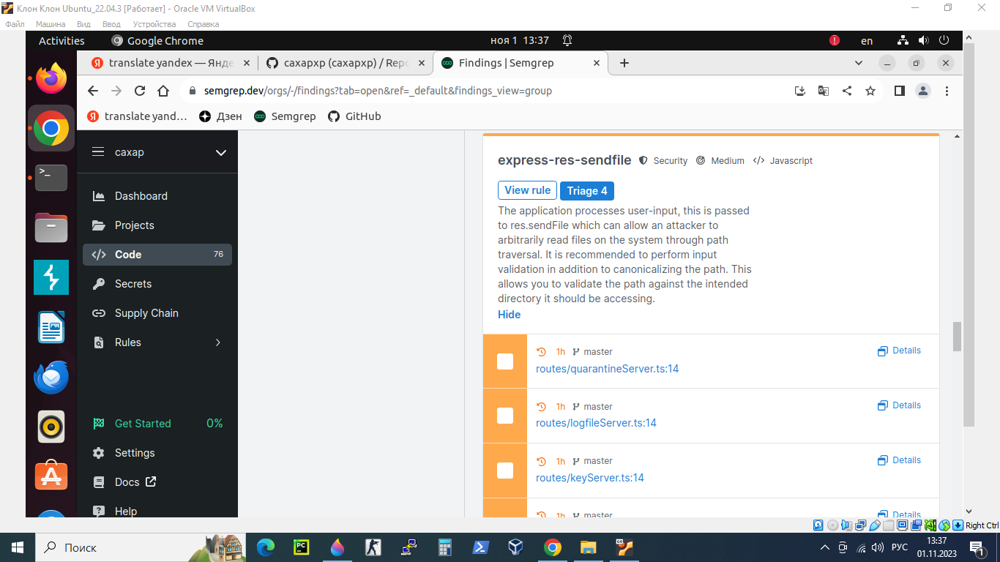 Клон Клон Ubuntu_22.04.3 [Работает] - Oracle VM VirtualBox
Файл Машина Вид Ввод Устройства Справка
Activities Google Chrome ноя 1 13:37 en
translate yandex — Янде сахархр (сахархр) / Repo Findings | Semgrep
semgrep.dev/orgs/-/findings?tab=open&ref=_default&findings_view=group
translate yand... Дзен Semgrep GitHub
сахар
Dashboard
Projects
Code 76
Secrets
Supply Chain
Rules
Get Started 0%
Settings
Docs
Help
express-res-sendfile Security Medium Javascript
View rule Triage 4
The application processes user-input, this is passed
to res.sendFile which can allow an attacker to
arbitrarily read files on the system through path
traversal. It is recommended to perform input
validation in addition to canonicalizing the path. This
allows you to validate the path against the intended
directory it should be accessing.
Hide
1h master Details
routes/quarantineServer.ts:14
1h master Details
routes/logfileServer.ts:14
1h master Details
routes/keyServer.ts:14
1h master Details
Right Ctrl
Поиск
РУС
13:37
01.11.2023
1